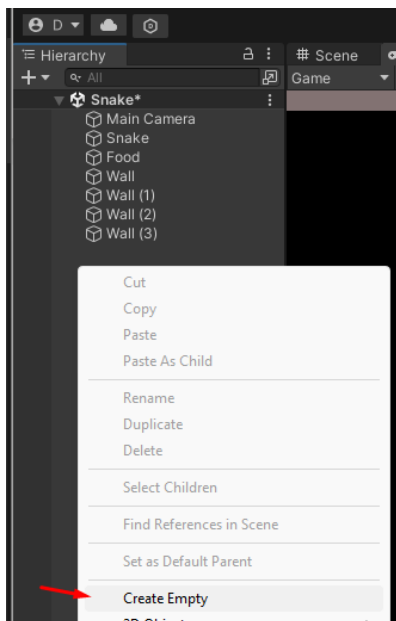 D
Hierarchy
Scene
All
Game
Snake*
Main Camera
Snake
Food
Wall
Wall (1)
Wall (2)
Wall (3)
Cut
Copy
Paste
Paste As Child
Rename
Duplicate
Delete
Select Children
Find References in Scene
Set as Default Parent
Create Empty